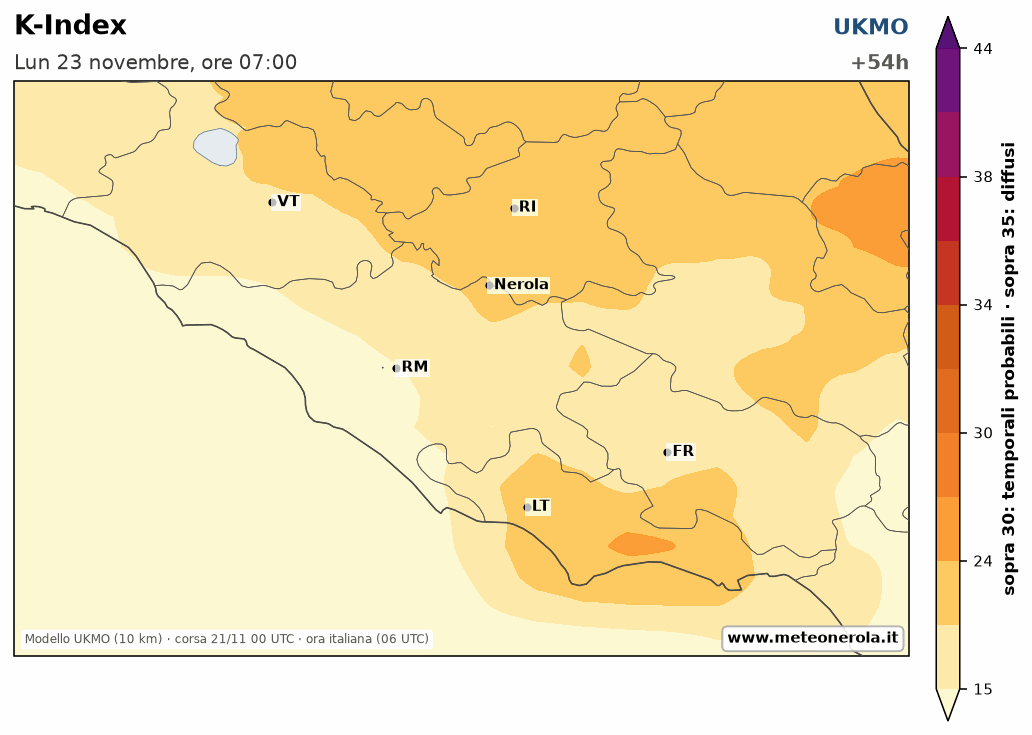 K-Index
UKMO
Lun 23 novembre, ore 07:00
+54h
VT
RI
Nerola
RM
FR
LT
Modello UKMO (10 km) · corsa 21/11 00 UTC · ora italiana (06 UTC)
www.meteonerola.it
44
38
34
30
24
15
sopra 30: temporali probabili · sopra 35: diffusi